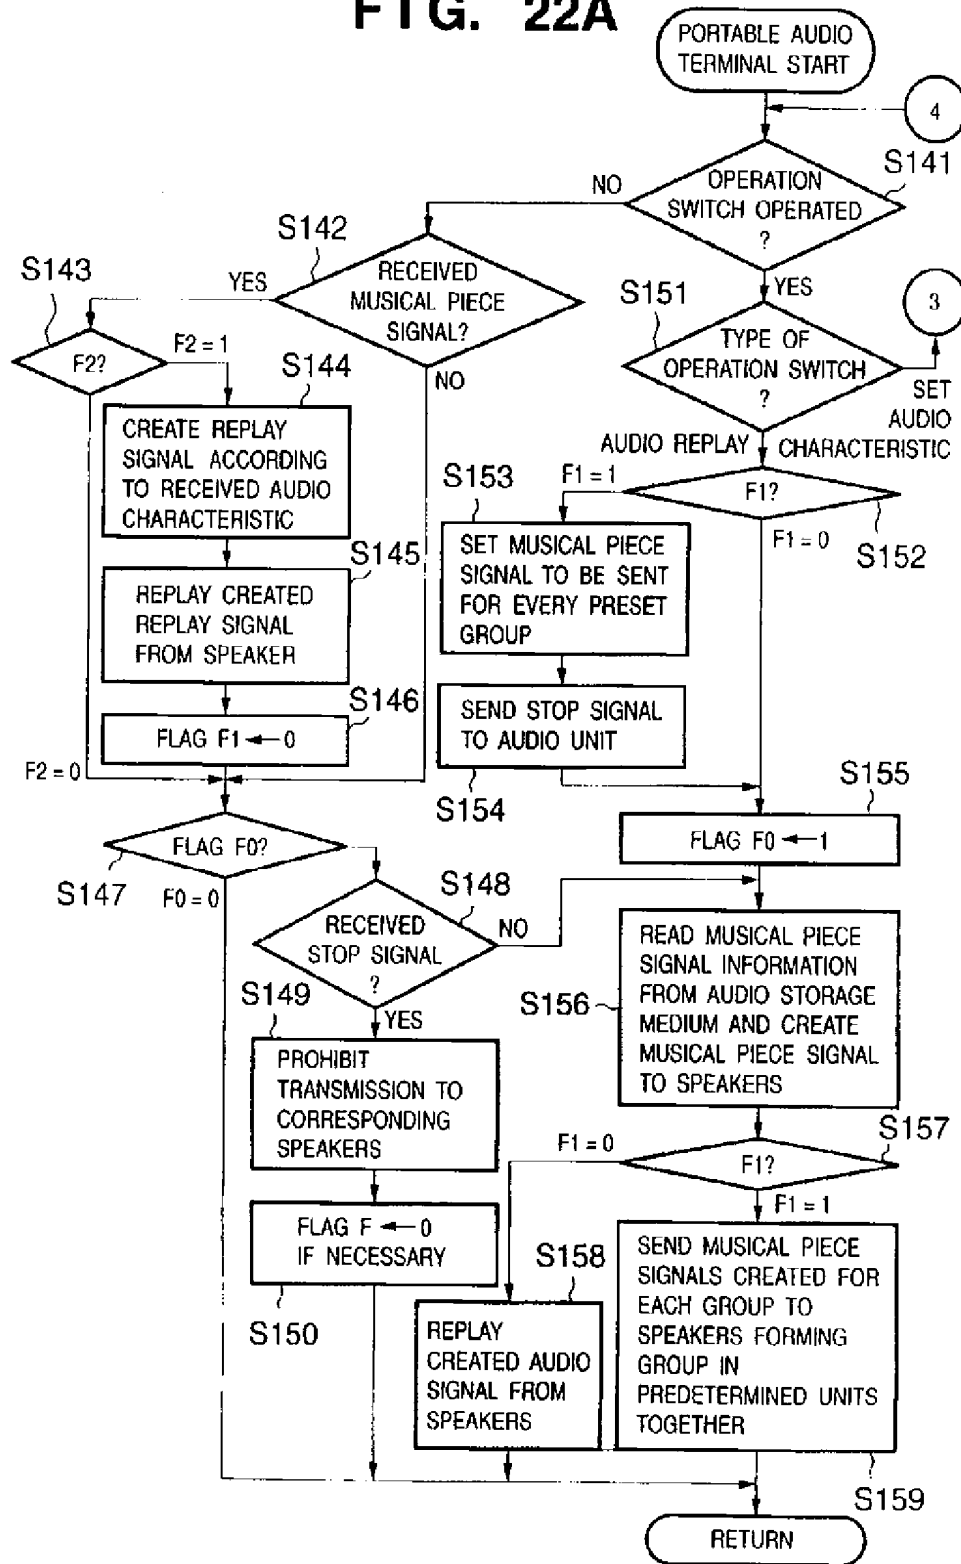 FIG. 22A
PORTABLE AUDIO
TERMINAL START
4
S141
OPERATION
SWITCH OPERATED
?
NO
YES
S142
RECEIVED
MUSICAL PIECE
SIGNAL?
YES
NO
S143
F2?
F2 = 1
F2 = 0
S144
CREATE REPLAY
SIGNAL ACCORDING
TO RECEIVED AUDIO
CHARACTERISTIC
S145
REPLAY CREATED
REPLAY SIGNAL
FROM SPEAKER
S146
FLAG F1 ← 0
S151
TYPE OF
OPERATION SWITCH
?
3
SET
AUDIO
CHARACTERISTIC
AUDIO REPLAY
F1?
S152
F1 = 1
F1 = 0
S153
SET MUSICAL PIECE
SIGNAL TO BE SENT
FOR EVERY PRESET
GROUP
SEND STOP SIGNAL
TO AUDIO UNIT
S154
S155
FLAG F0 ← 1
FLAG F0?
S147
F0 = 0
S148
RECEIVED
STOP SIGNAL
?
NO
YES
S149
PROHIBIT
TRANSMISSION TO
CORRESPONDING
SPEAKERS
FLAG F ← 0
IF NECESSARY
S150
S156
READ MUSICAL PIECE
SIGNAL INFORMATION
FROM AUDIO STORAGE
MEDIUM AND CREATE
MUSICAL PIECE SIGNAL
TO SPEAKERS
S157
F1?
F1 = 0
F1 = 1
S158
REPLAY
CREATED AUDIO
SIGNAL FROM
SPEAKERS
SEND MUSICAL PIECE
SIGNALS CREATED FOR
EACH GROUP TO
SPEAKERS FORMING
GROUP IN
PREDETERMINED UNITS
TOGETHER
S159
RETURN